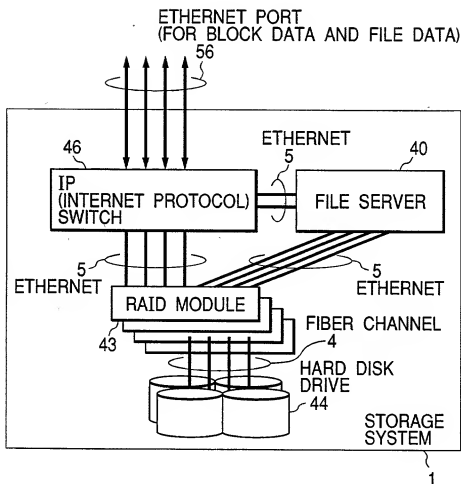 ETHERNET PORT
(FOR BLOCK DATA AND FILE DATA)
56
46
ETHERNET
5
40
IP
(INTERNET PROTOCOL)
SWITCH
FILE SERVER
5
ETHERNET
5
ETHERNET
RAID MODULE
43
FIBER CHANNEL
4
HARD DISK
DRIVE
44
STORAGE
SYSTEM
1